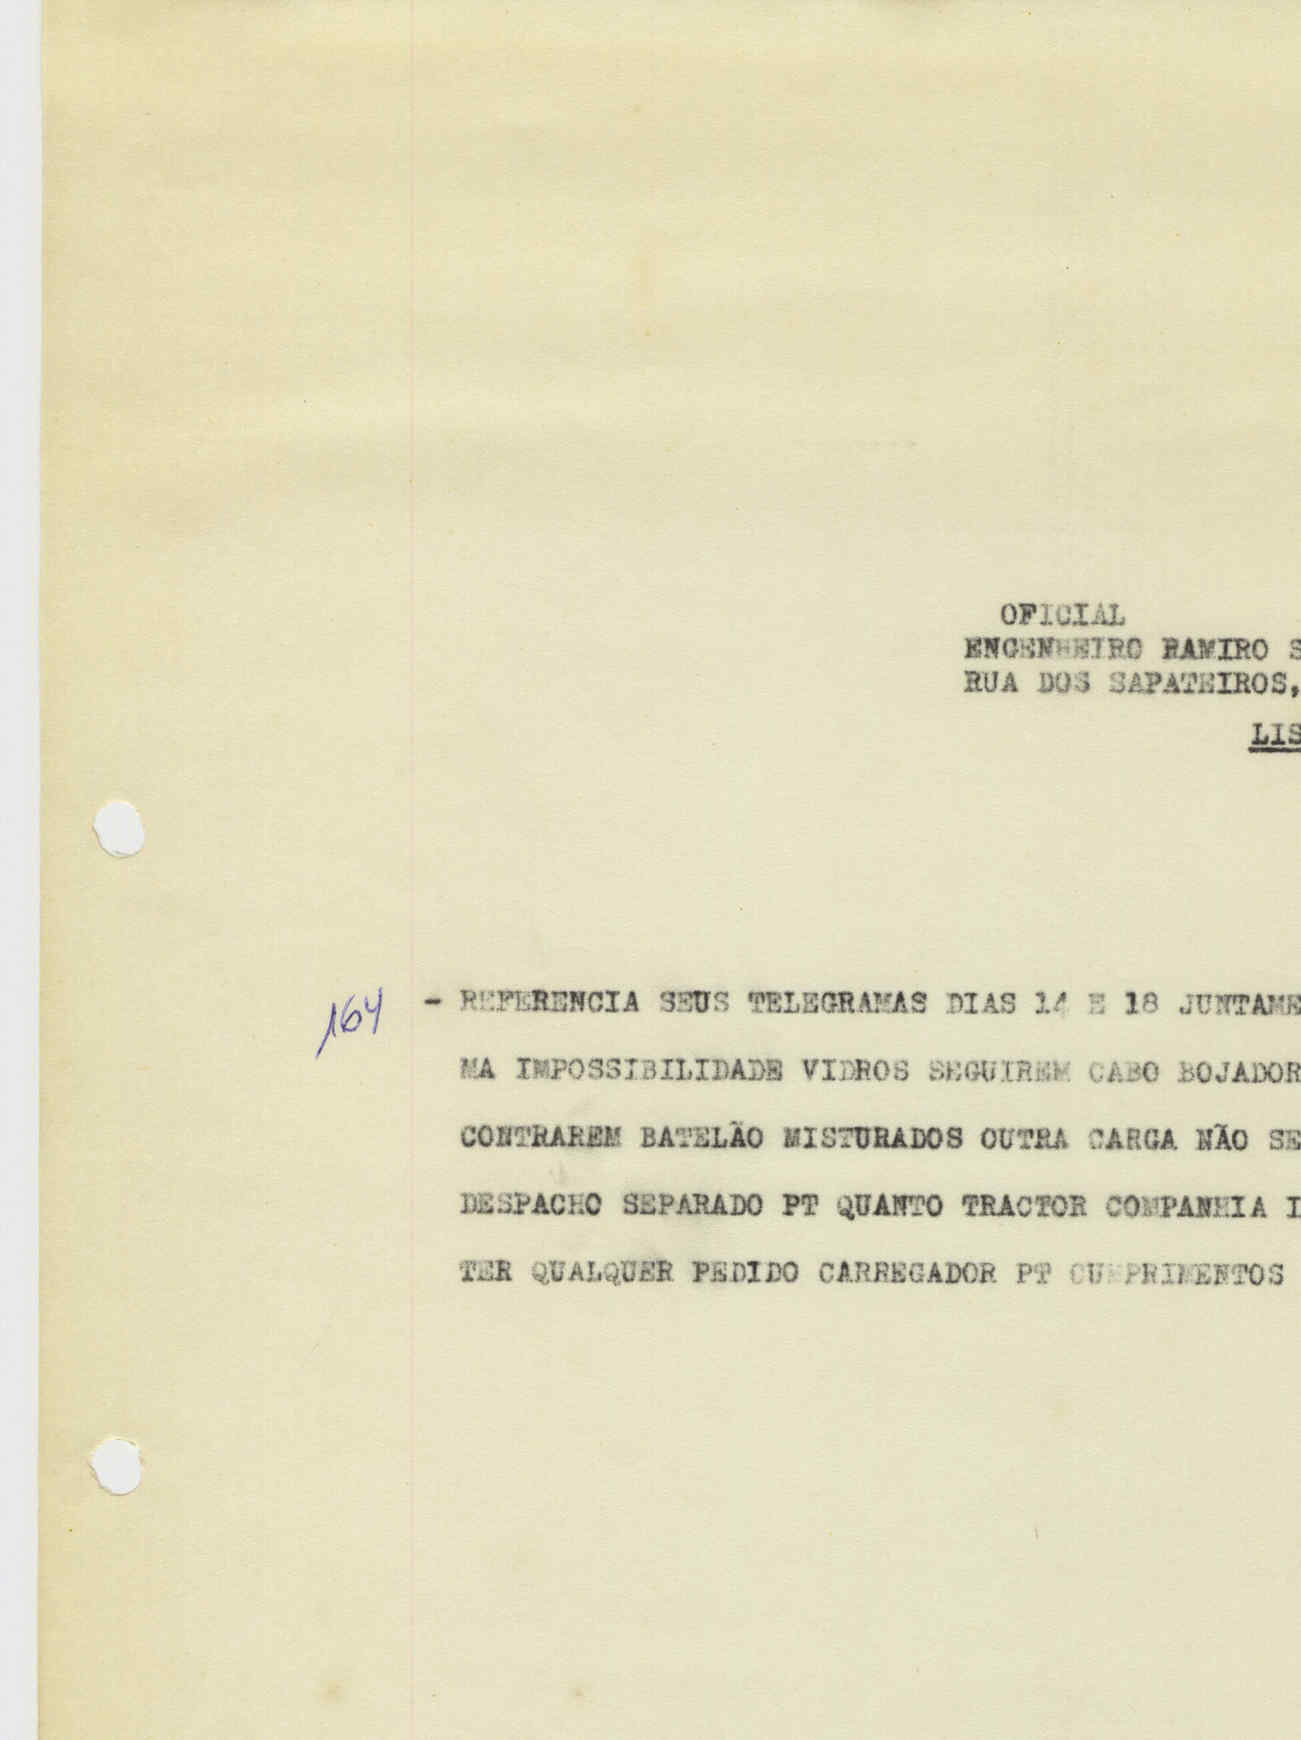 OFICIAL
ENGENHEIRO RAMIRO S
RUA DOS SAPATEIROS,
LIS
164 - REFERENCIA SEUS TELEGRAMAS DIAS 14 E 18 JUNTAME
MA IMPOSSIBILIDADE VIDROS SEGUIREM CABO BOJADOR
CONTRAREM BATELÃO MISTURADOS OUTRA CARGA NÃO SE
DESPACHO SEPARADO PT QUANTO TRACTOR COMPANHIA I
TER QUALQUER PEDIDO CARREGADOR PT CUMPRIMENTOS